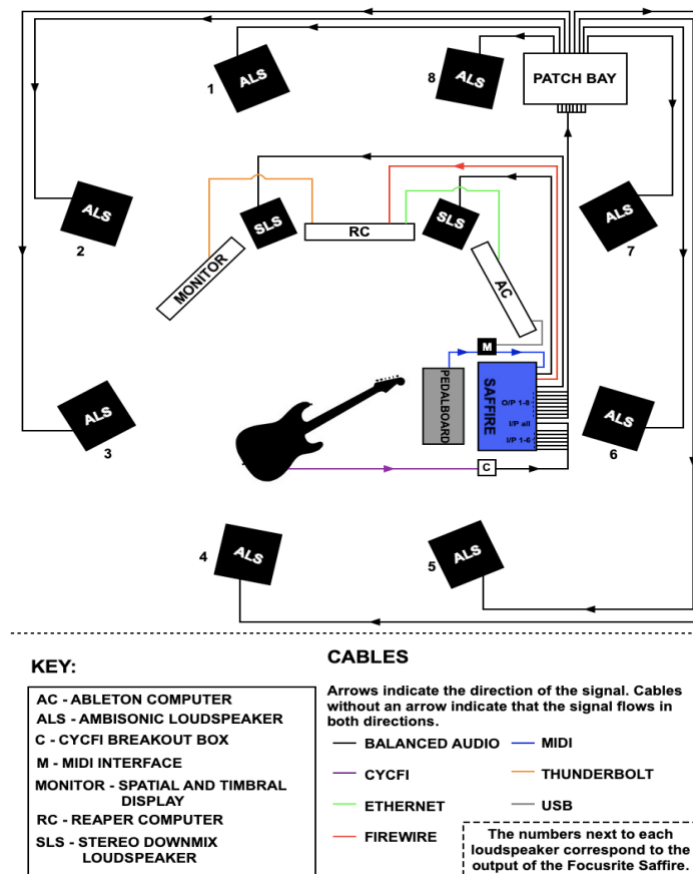 ALS
1
8
ALS
PATCH BAY
ALS
2
SLS
RC
SLS
ALS
7
MONITOR
AC
M
PEDALBOARD
SAFFIRE
O/P 1-8
I/P all
I/P 1-6
ALS
3
ALS
6
C
4
ALS
5
ALS
KEY:
AC - ABLETON COMPUTER
ALS - AMBISONIC LOUDSPEAKER
C - CYCFI BREAKOUT BOX
M - MIDI INTERFACE
MONITOR - SPATIAL AND TIMBRAL
DISPLAY
RC - REAPER COMPUTER
SLS - STEREO DOWNMIX
LOUDSPEAKER
CABLES
Arrows indicate the direction of the signal. Cables
without an arrow indicate that the signal flows in
both directions.
BALANCED AUDIO
MIDI
CYCFI
THUNDERBOLT
ETHERNET
USB
FIREWIRE
The numbers next to each
loudspeaker correspond to the
output of the Focusrite Saffire.